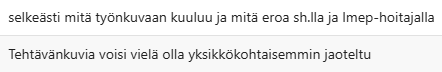 selkeästi mitä työnkuvaan kuuluu ja mitä eroa sh.lla ja lmep-hoitajalla
Tehtävänkuvia voisi vielä olla yksikkökohtaisemmin jaoteltu